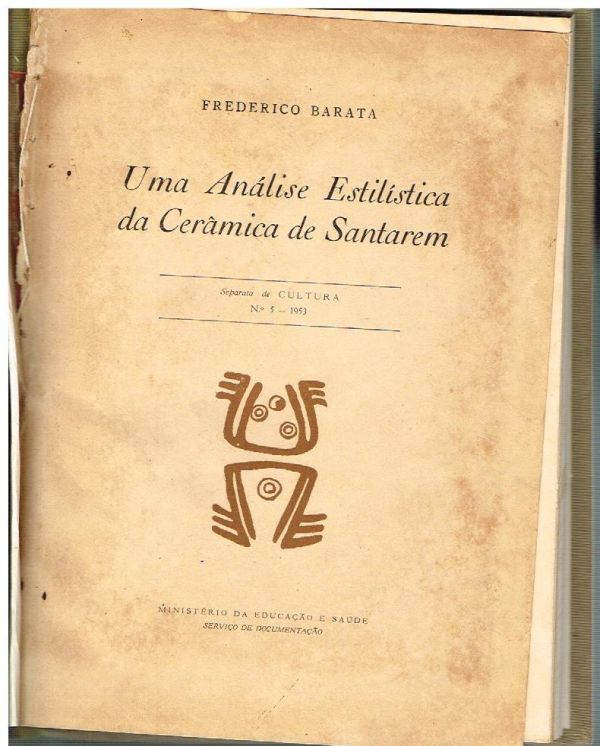 FREDERICO BARATA
Uma Análise Estilística
da Cerâmica de Santarem
Separata de CULTURA
N.º 5 — 1953
MINISTÉRIO DA EDUCAÇÃO E SAÚDE
SERVIÇO DE DOCUMENTAÇÃO